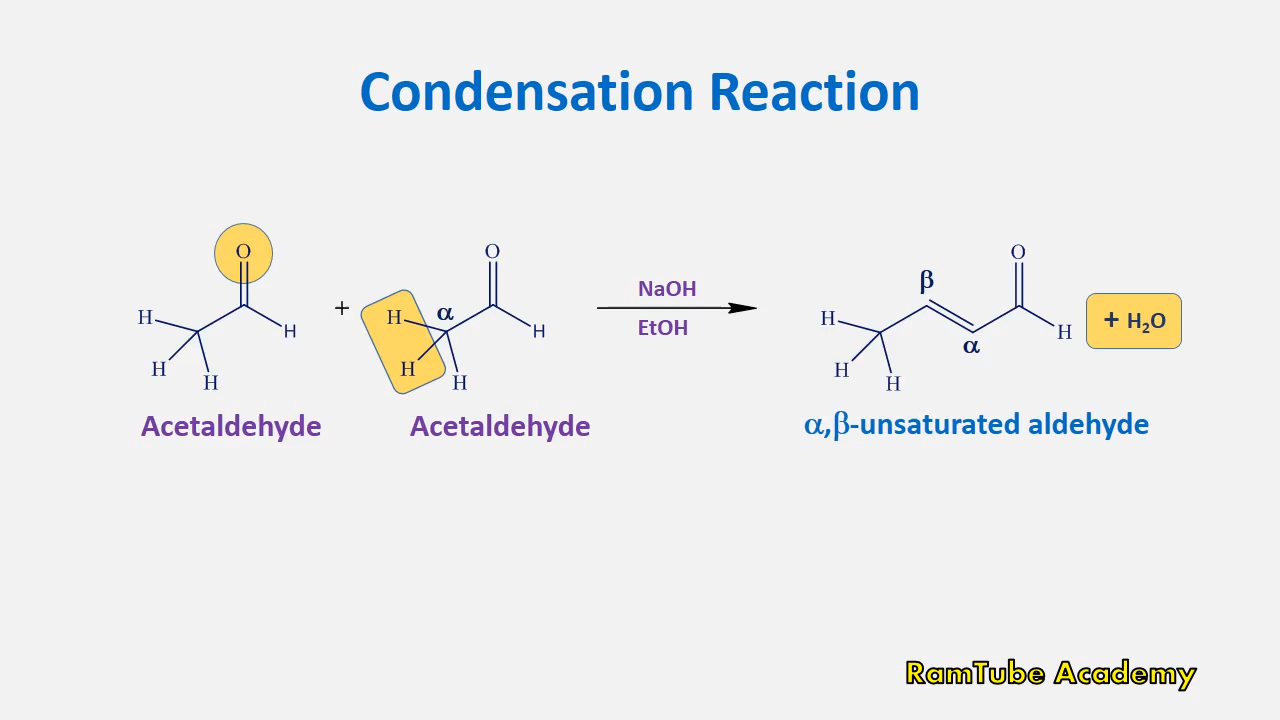 Condensation Reaction
O
H
H
H
H
Acetaldehyde
+
O
α
H
H
H
H
Acetaldehyde
NaOH
EtOH
O
β
α
H
H
H
H
+ H₂O
α,β-unsaturated aldehyde
RamTube Academy